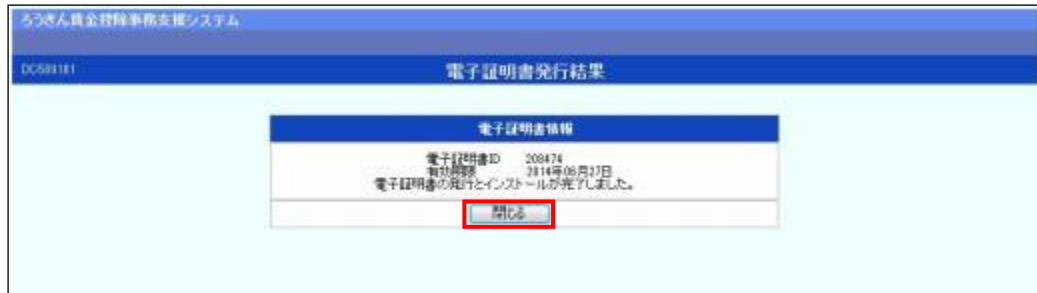 ろうきん賃金控除事務支援システム
電子証明書発行結果
電子証明書情報
電子証明書ID 208474
有効期限 2014年06月27日
電子証明書の発行とインストールが完了しました。
閉じる